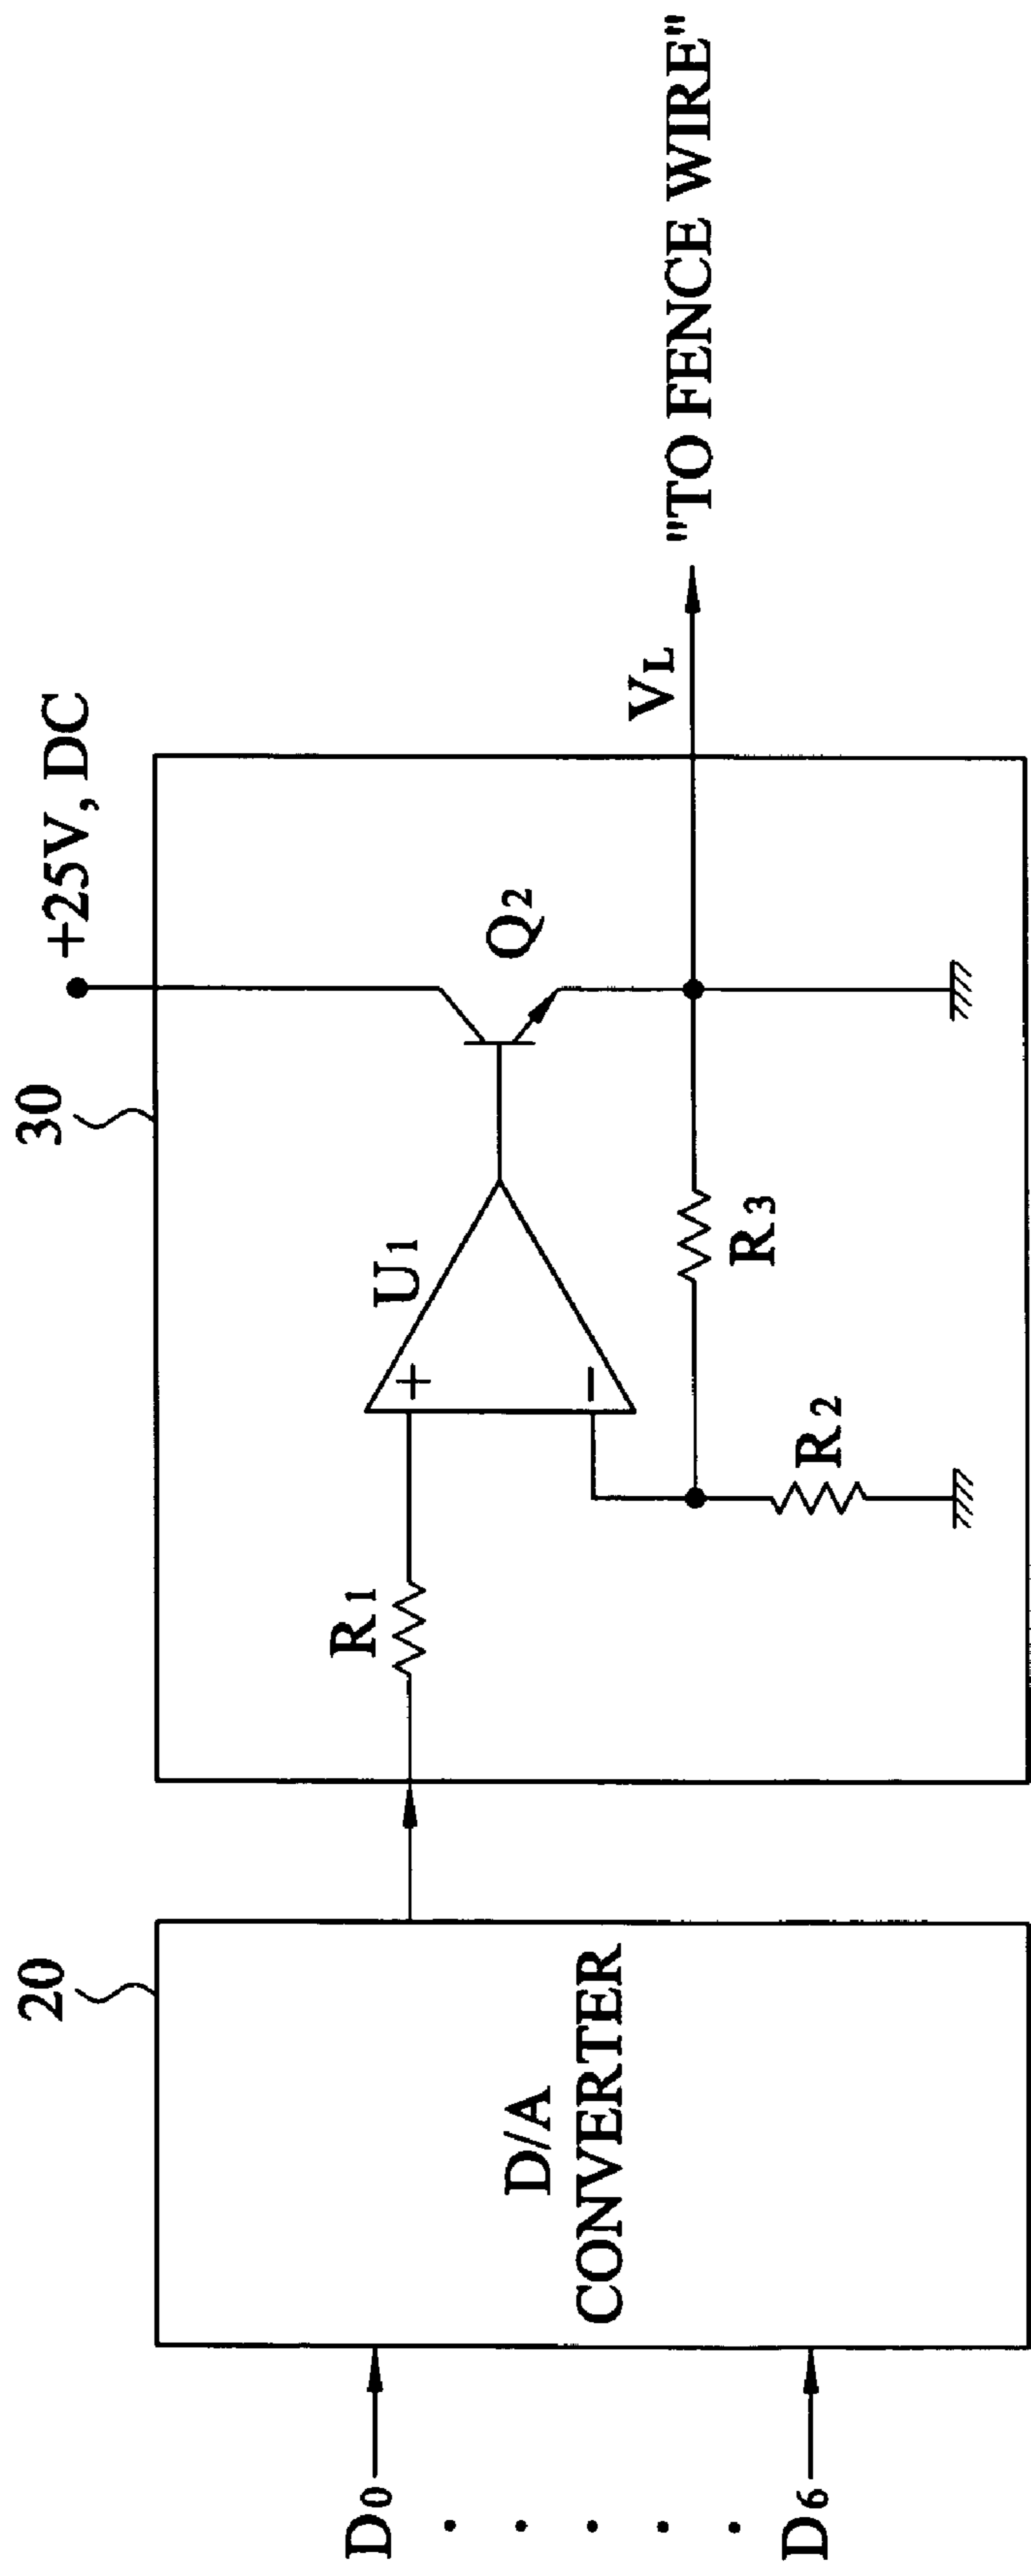 +25V, DC
20
30
D0
D6
D/A
CONVERTER
R1
U1
+
−
Q2
R3
R2
VL
"TO FENCE WIRE"